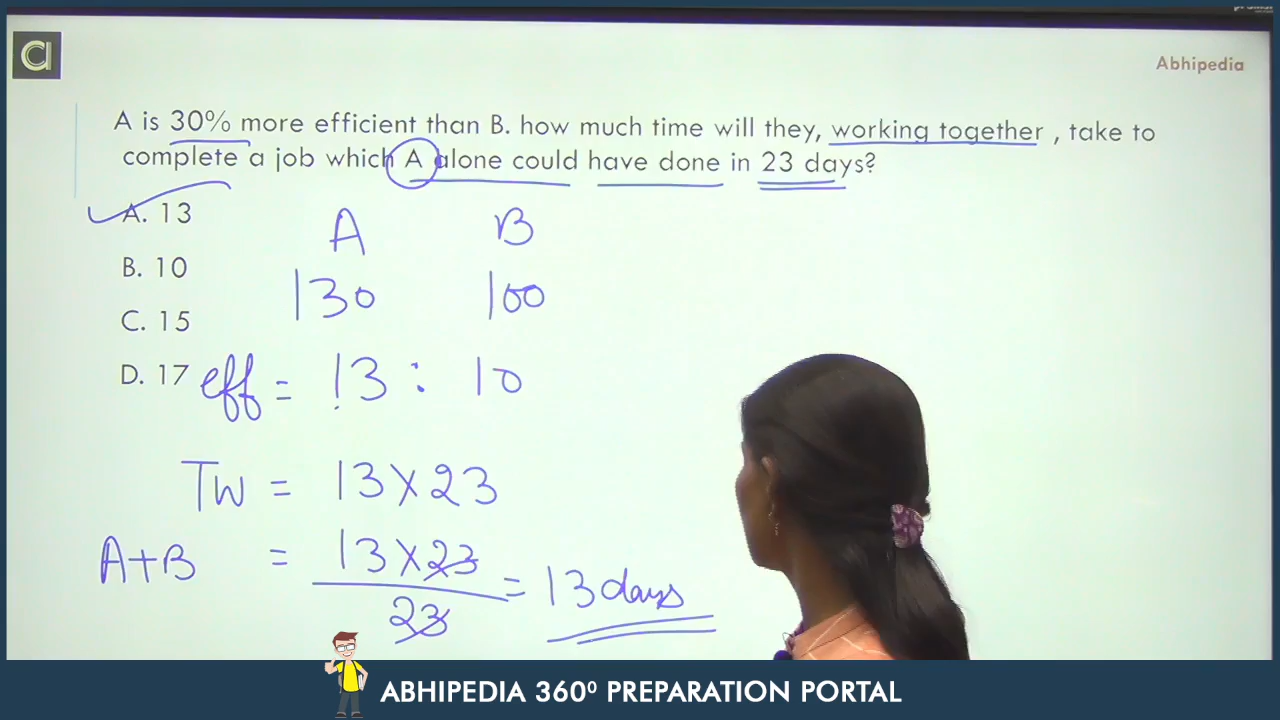 Abhipedia
A is 30% more efficient than B. how much time will they, working together , take to
complete a job which A alone could have done in 23 days?
A. 13
B. 10
C. 15
D. 17
A B
130 100
eff = 13 : 10
TW = 13 X 23
A+B = 13 X 23
23
= 13 days
ABHIPEDIA 360⁰ PREPARATION PORTAL